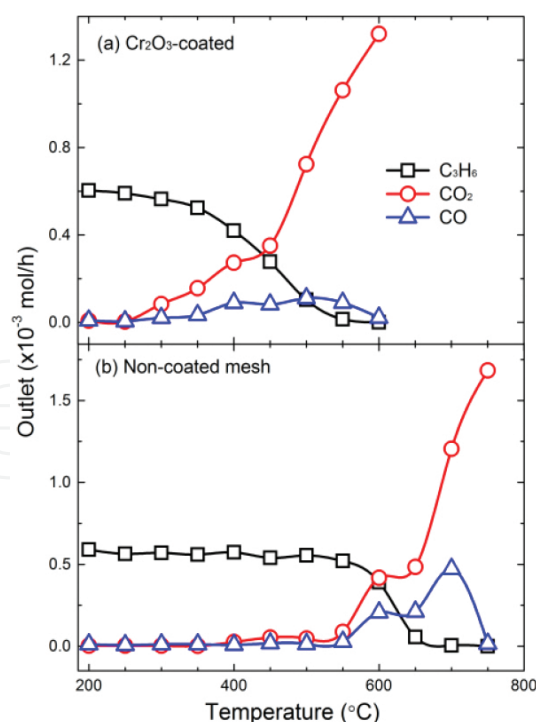 (a) Cr₂O₃-coated
1.2
0.8
0.4
0.0
C₃H₆
CO₂
CO
Outlet (x10⁻³ mol/h)
(b) Non-coated mesh
1.5
1.0
0.5
0.0
200 400 600 800
Temperature (°C)